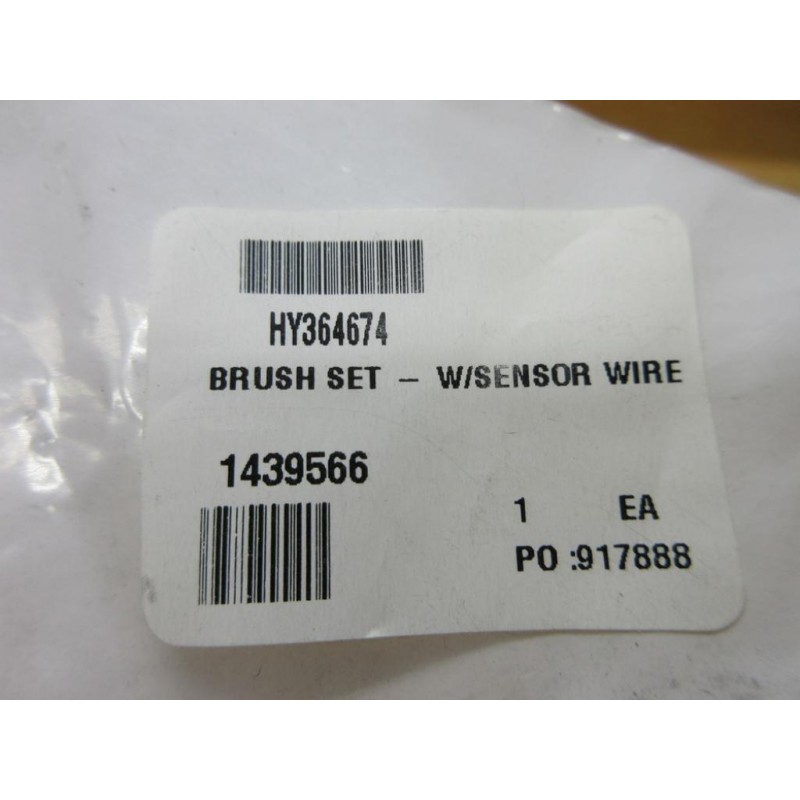 HY364674
BRUSH SET – W/SENSOR WIRE
1439566
1 EA
PO :917888